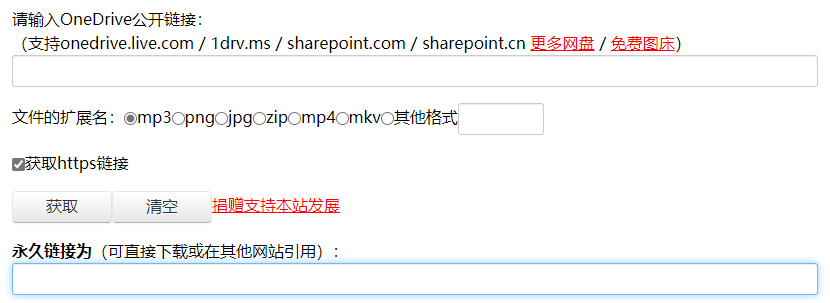 请输入OneDrive公开链接：
（支持onedrive.live.com / 1drv.ms / sharepoint.com / sharepoint.cn 更多网盘 / 免费图床）
文件的扩展名：mp3png jpg zip mp4 mkv 其他格式
获取https链接
获取 清空 捐赠支持本站发展
永久链接为（可直接下载或在其他网站引用）：